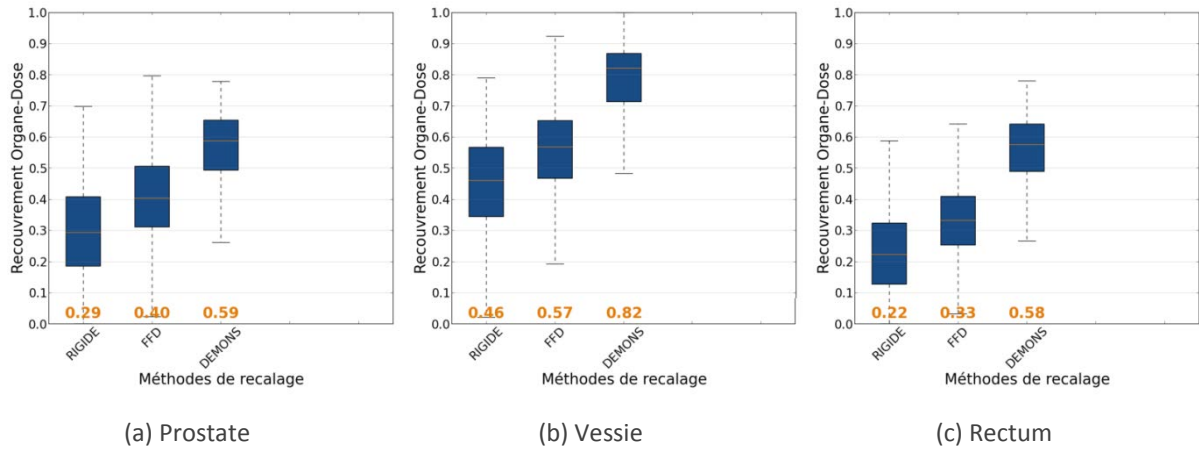 Recouvrement Organe-Dose
1.0
0.9
0.8
0.7
0.6
0.5
0.4
0.3
0.2
0.1
0.0
0.29 0.40 0.59
RIGIDE FFD DEMONS
Méthodes de recalage
(a) Prostate
Recouvrement Organe-Dose
1.0
0.9
0.8
0.7
0.6
0.5
0.4
0.3
0.2
0.1
0.0
0.46 0.57 0.82
RIGIDE FFD DEMONS
Méthodes de recalage
(b) Vessie
Recouvrement Organe-Dose
1.0
0.9
0.8
0.7
0.6
0.5
0.4
0.3
0.2
0.1
0.0
0.22 0.33 0.58
RIGIDE FFD DEMONS
Méthodes de recalage
(c) Rectum